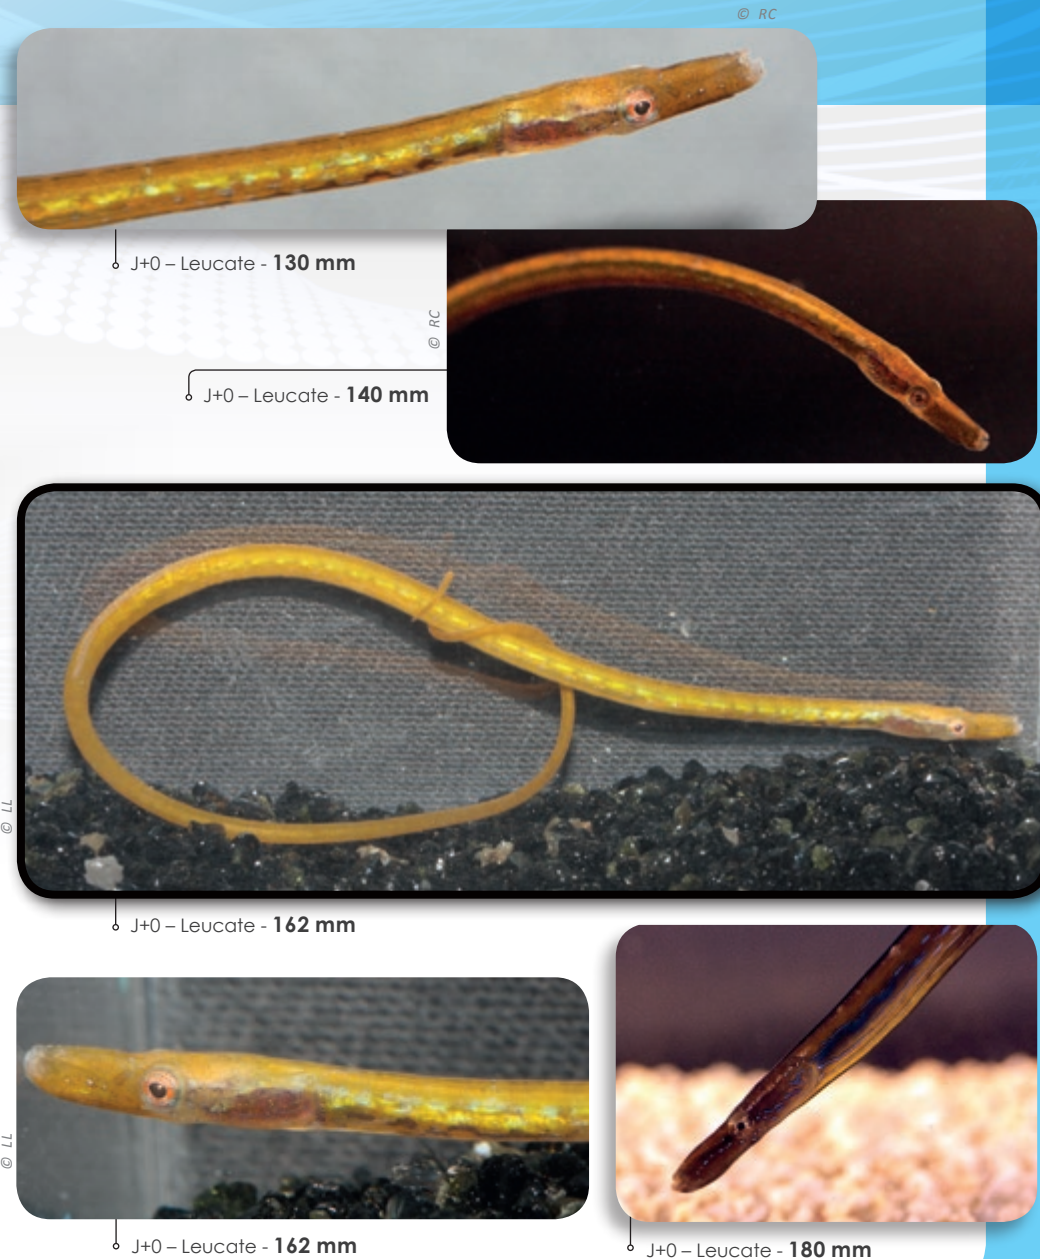 © RC
J+0 – Leucate - 130 mm
© RC
J+0 – Leucate - 140 mm
© LL
J+0 – Leucate - 162 mm
© LL
J+0 – Leucate - 162 mm
J+0 – Leucate - 180 mm